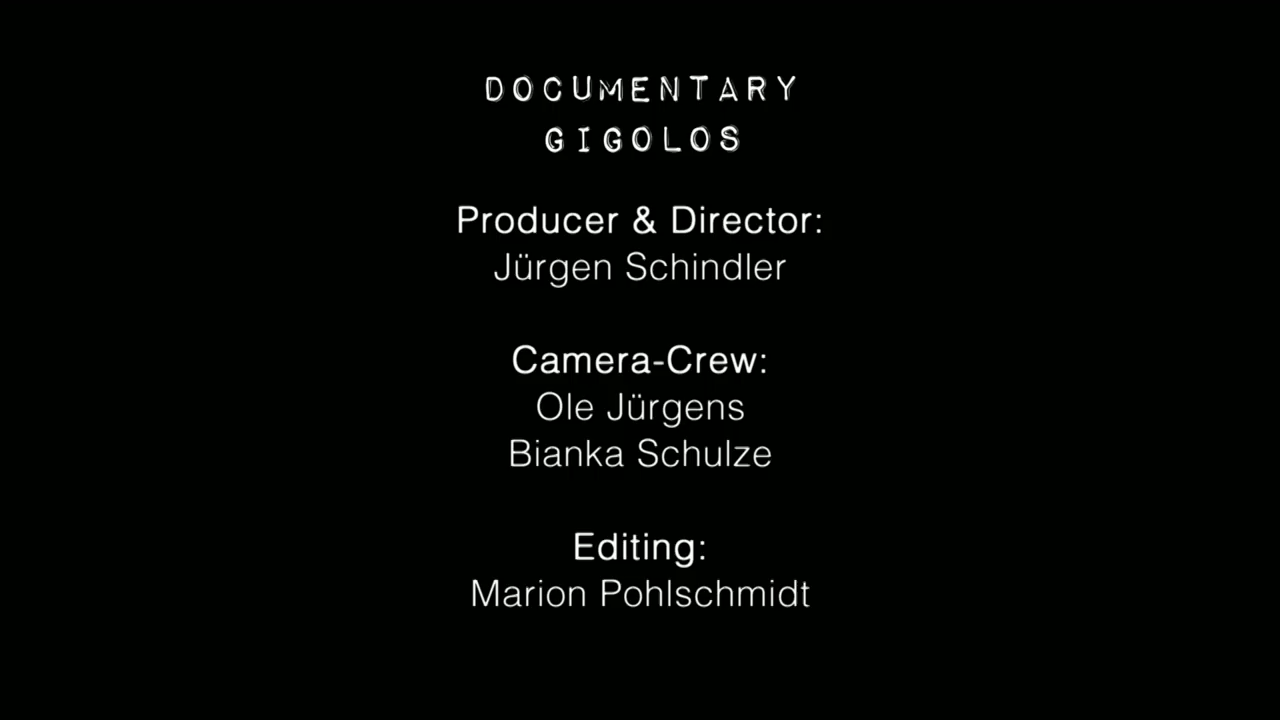 DOCUMENTARY
GIGOLOS
Producer & Director:
Jürgen Schindler
Camera-Crew:
Ole Jürgens
Bianka Schulze
Editing:
Marion Pohlschmidt